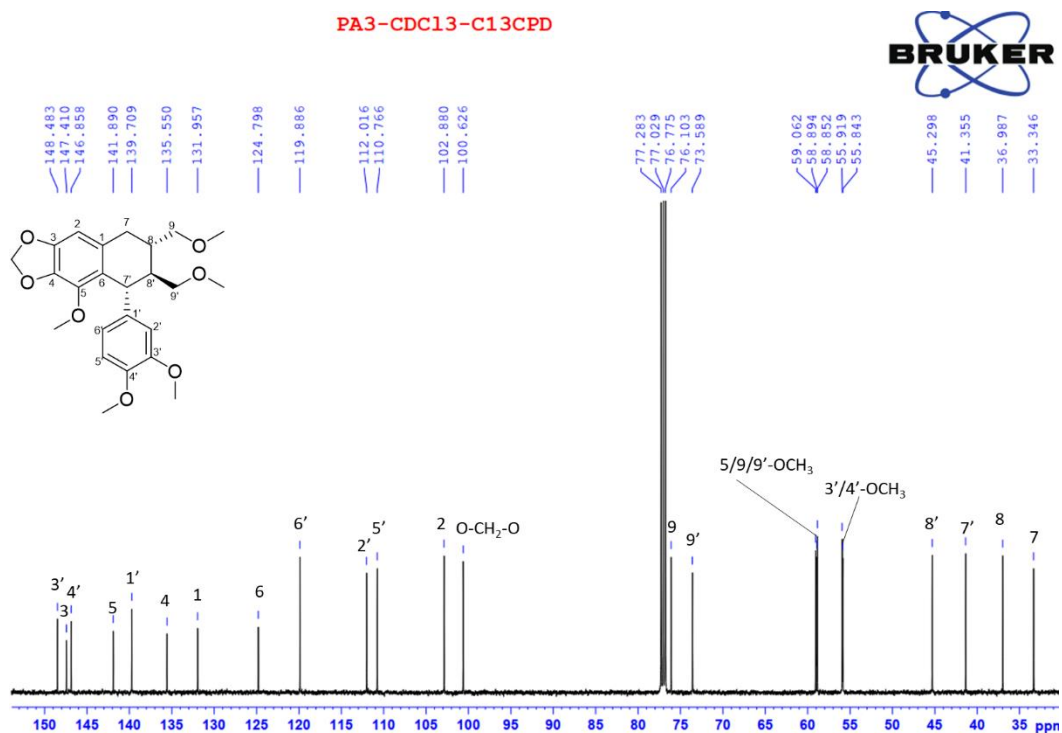 PA3-CDCl3-C13CPD
BRUKER
148.483
147.410
146.858
141.890
139.709
135.550
131.957
124.798
119.886
112.016
110.766
102.880
100.626
77.283
77.029
76.775
76.103
73.589
59.062
58.894
58.852
55.919
55.843
45.298
41.355
36.987
33.346
2 7 9
O 3 1 8 O
O 4 6 7' 8' O
5 9'
O 1'
6' 2'
5' 3'
4' O
O
5/9/9'-OCH3
3'/4'-OCH3
3' 3 4' 5 1' 4 1 6 6' 2' 5' 2 O-CH2-O 9 9' 8' 7' 8 7
150 145 140 135 130 125 120 115 110 105 100 95 90 85 80 75 70 65 60 55 50 45 40 35 ppm